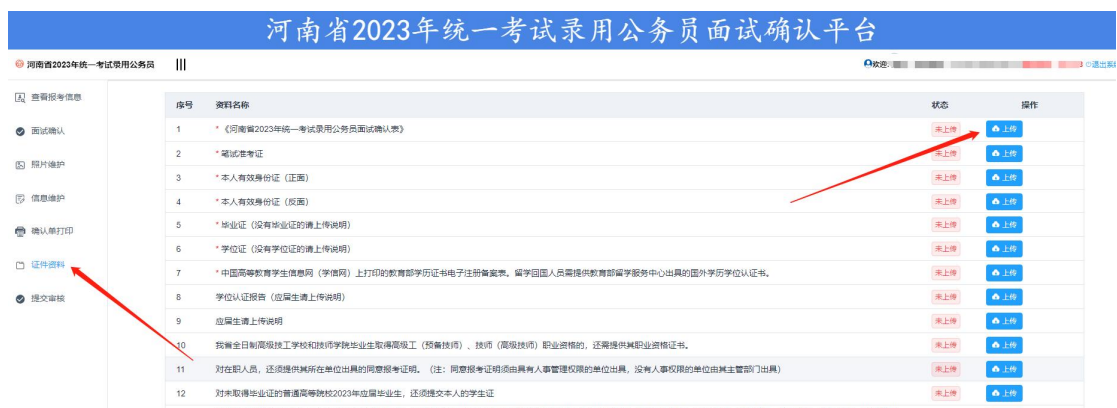 河南省2023年统一考试录用公务员面试确认平台
河南省2023年统一考试录用公务员
欢迎:
退出系统
查看报考信息
面试确认
照片维护
信息维护
确认单打印
证件资料
提交审核
序号 资料名称 状态 操作
1 *《河南省2023年统一考试录用公务员面试确认表》 未上传 上传
2 *笔试准考证 未上传 上传
3 *本人有效身份证（正面） 未上传 上传
4 *本人有效身份证（反面） 未上传 上传
5 *毕业证（没有毕业证的请上传说明） 未上传 上传
6 *学位证（没有学位证的请上传说明） 未上传 上传
7 *中国高等教育学生信息网（学信网）上打印的教育部学历证书电子注册备案表。留学回国人员需提供教育部留学服务中心出具的国外学历学位认证书。 未上传 上传
8 学位认证报告（应届生请上传说明） 未上传 上传
9 应届生请上传说明 未上传 上传
10 我省全日制高级技工学校和技师学院毕业生取得高级工（预备技师）、技师（高级技师）职业资格的，还需提供其职业资格证书。 未上传 上传
11 对在职人员，还须提供其所在单位出具的同意报考证明。（注：同意报考证明须由具有人事管理权限的单位出具，没有人事权限的单位由其主管部门出具） 未上传 上传
12 对未取得毕业证的普通高等院校2023年应届毕业生，还须提交本人的学生证 未上传 上传